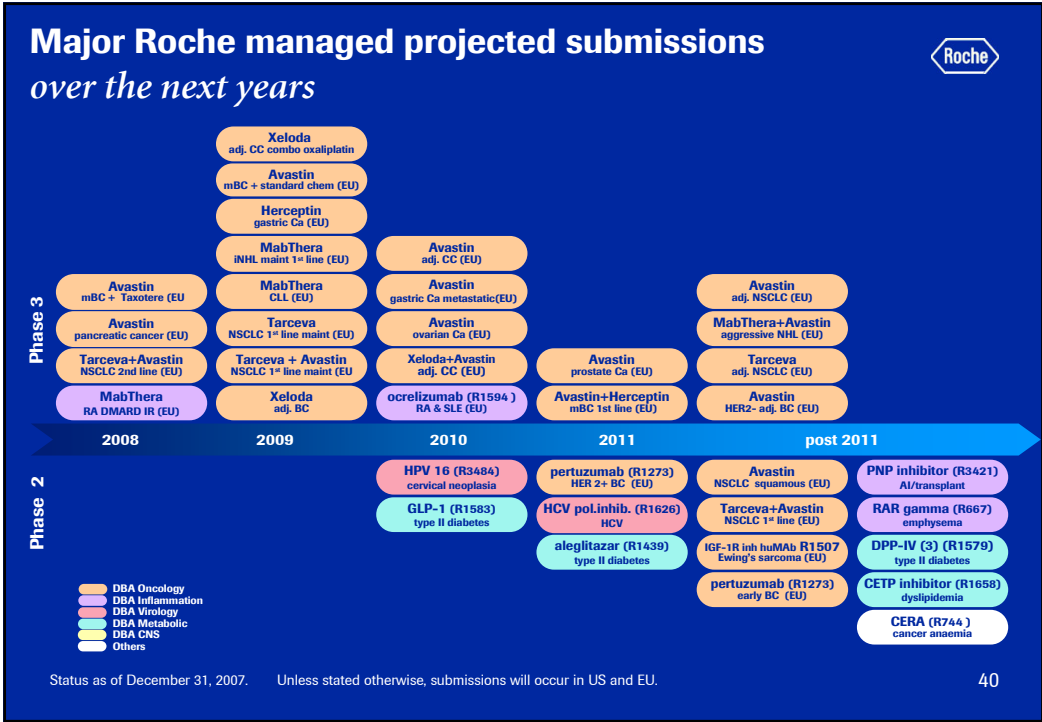 Major Roche managed projected submissions
over the next years
Roche
Phase 3
Avastin
mBC + Taxotere (EU
Avastin
pancreatic cancer (EU)
Tarceva+Avastin
NSCLC 2nd line (EU)
MabThera
RA DMARD IR (EU)
Xeloda
adj. CC combo oxaliplatin
Avastin
mBC + standard chem (EU)
Herceptin
gastric Ca (EU)
MabThera
iNHL maint 1st line (EU)
MabThera
CLL (EU)
Tarceva
NSCLC 1st line maint (EU)
Tarceva + Avastin
NSCLC 1st line maint (EU
Xeloda
adj. BC
Avastin
adj. CC (EU)
Avastin
gastric Ca metastatic(EU)
Avastin
ovarian Ca (EU)
Xeloda+Avastin
adj. CC (EU)
ocrelizumab (R1594 )
RA & SLE (EU)
Avastin
prostate Ca (EU)
Avastin+Herceptin
mBC 1st line (EU)
Avastin
adj. NSCLC (EU)
MabThera+Avastin
aggressive NHL (EU)
Tarceva
adj. NSCLC (EU)
Avastin
HER2- adj. BC (EU)
2008 2009 2010 2011 post 2011
Phase 2
HPV 16 (R3484)
cervical neoplasia
GLP-1 (R1583)
type II diabetes
pertuzumab (R1273)
HER 2+ BC (EU)
HCV pol.inhib. (R1626)
HCV
aleglitazar (R1439)
type II diabetes
Avastin
NSCLC squamous (EU)
Tarceva+Avastin
NSCLC 1st line (EU)
IGF-1R inh huMAb R1507
Ewing's sarcoma (EU)
pertuzumab (R1273)
early BC (EU)
PNP inhibitor (R3421)
AI/transplant
RAR gamma (R667)
emphysema
DPP-IV (3) (R1579)
type II diabetes
CETP inhibitor (R1658)
dyslipidemia
CERA (R744 )
cancer anaemia
DBA Oncology
DBA Inflammation
DBA Virology
DBA Metabolic
DBA CNS
Others
Status as of December 31, 2007. Unless stated otherwise, submissions will occur in US and EU.
40